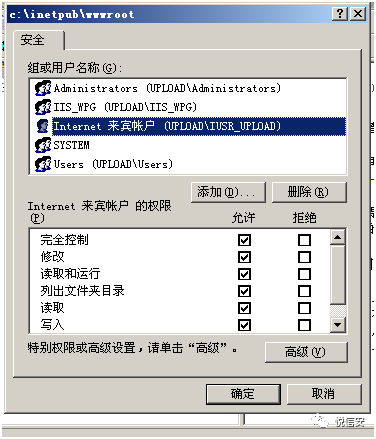 c:\inetpub\wwwroot
安全
组或用户名称(G):
Administrators (UPLOAD\Administrators)
IIS_WPG (UPLOAD\IIS_WPG)
Internet 来宾帐户 (UPLOAD\IUSR_UPLOAD)
SYSTEM
Users (UPLOAD\Users)
添加(D)... 删除(R)
Internet 来宾帐户 的权限(P) 允许 拒绝
完全控制
修改
读取和运行
列出文件夹目录
读取
写入
特别权限或高级设置,请单击“高级”。 高级(V)
确定 取消
悦信安